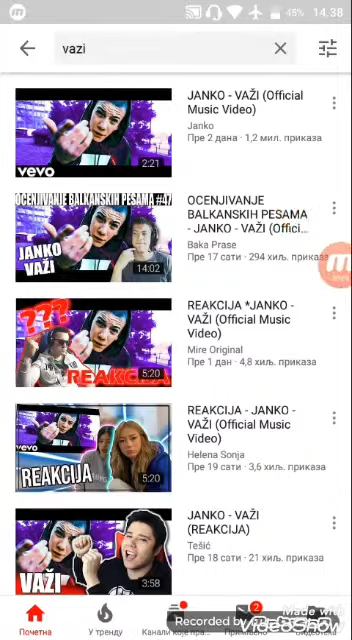 45% 14.38
vazi
JANKO - VAŽI (Official
Music Video)
Janko
Пре 2 дана · 1,2 мил. приказа
vevo
2:21
OCENJIVANJE BALKANSKIH PESAMA #47
JANKO
VAŽI
14:02
OCENJIVANJE
BALKANSKIH PESAMA
- JANKO - VAŽI (Offici...
Baka Prase
Пре 17 сати · 294 хиљ. приказа
???
REAKCIJA
5:20
REAKCIJA *JANKO -
VAŽI (Official Music
Video)
Mire Original
Пре 1 дан · 4,8 хиљ. приказа
vevo
REAKCIJA
5:20
REAKCIJA - JANKO -
VAŽI (Official Music
Video)
Helena Sonja
Пре 19 сати · 3,6 хиљ. приказа
VAŽI
3:58
JANKO - VAŽI
(REAKCIJA)
Tešić
Пре 18 сати · 21 хиљ. приказа
2
Почетна
У тренду
Канали које пра...
Recorded by
Made with
VideoShow